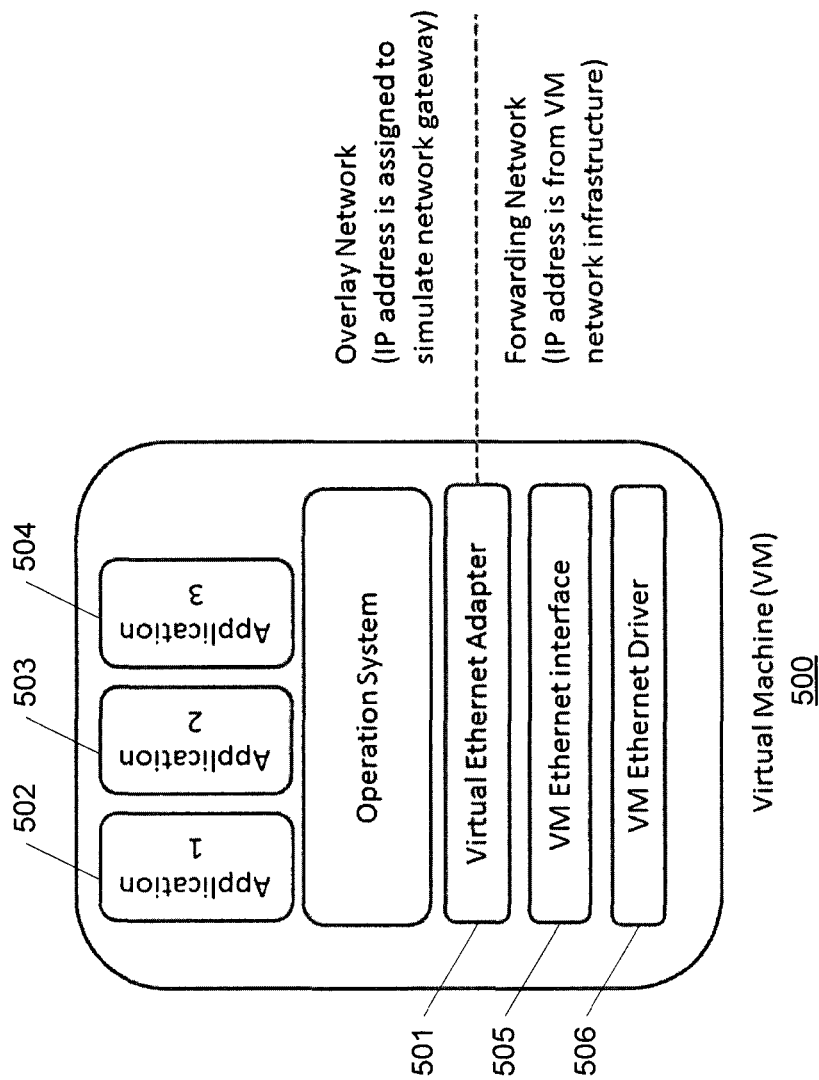 502
503
504
Application
1
Application
2
Application
3
Operation System
Overlay Network
(IP address is assigned to
simulate network gateway)
501
Virtual Ethernet Adapter
Forwarding Network
(IP address is from VM
network infrastructure)
505
VM Ethernet interface
506
VM Ethernet Driver
Virtual Machine (VM)
500